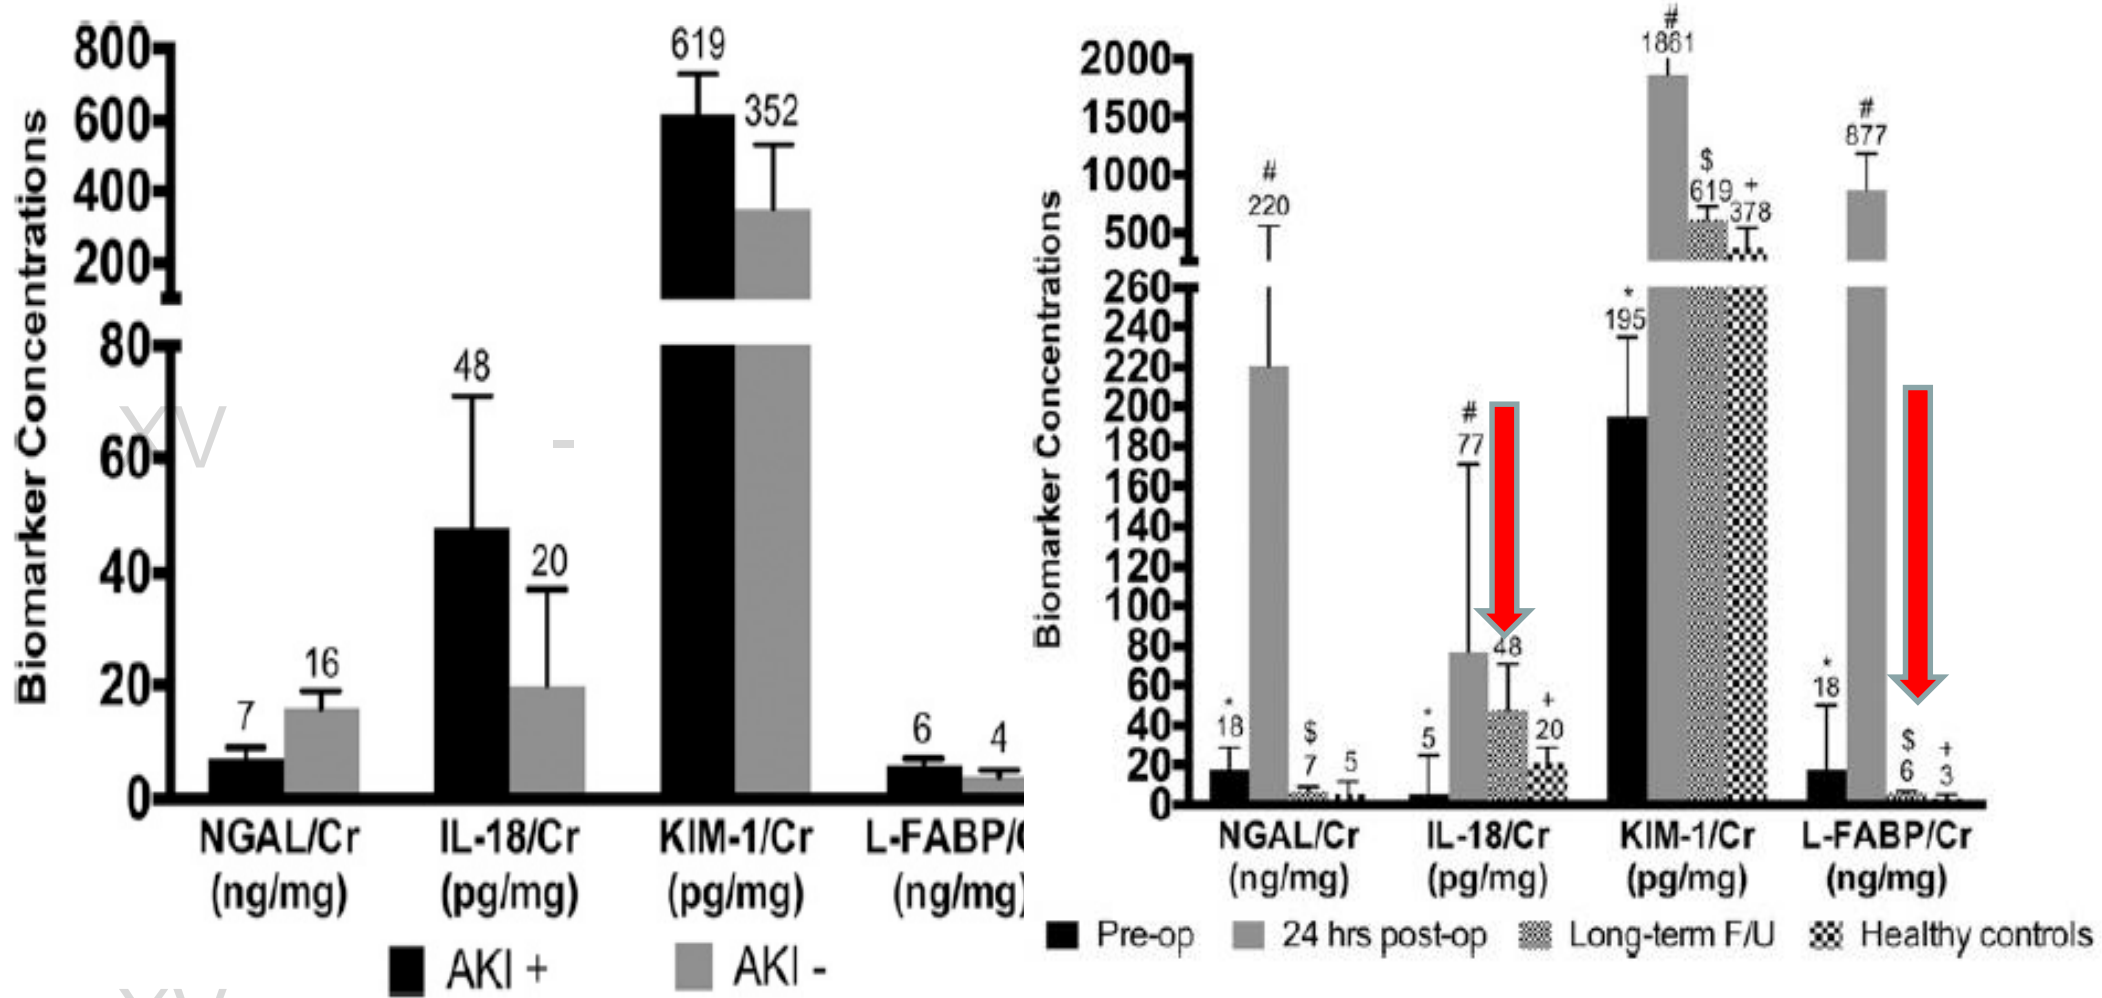 Biomarker Concentrations
800
600
400
200
80
60
40
20
0
7
16
48
20
619
352
6
4
NGAL/Cr
(ng/mg)
IL-18/Cr
(pg/mg)
KIM-1/Cr
(pg/mg)
L-FABP/
(ng/mg)
AKI +
AKI -
XV
-
Biomarker Concentrations
2000
1500
1000
500
260
240
220
200
180
160
140
120
100
80
60
40
20
0
*
18
#
220
$
7
5
*
5
#
77
48
+
20
*
195
#
1861
$
619
+
378
*
18
#
877
$
6
+
3
NGAL/Cr
(ng/mg)
IL-18/Cr
(pg/mg)
KIM-1/Cr
(pg/mg)
L-FABP/Cr
(ng/mg)
Pre-op
24 hrs post-op
Long-term F/U
Healthy controls